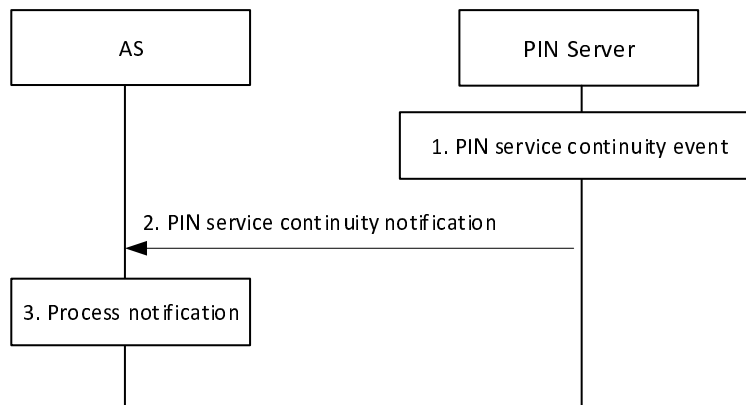 AS
PIN Server
1. PIN service continuity event
2. PIN service continuity notification
3. Process notification